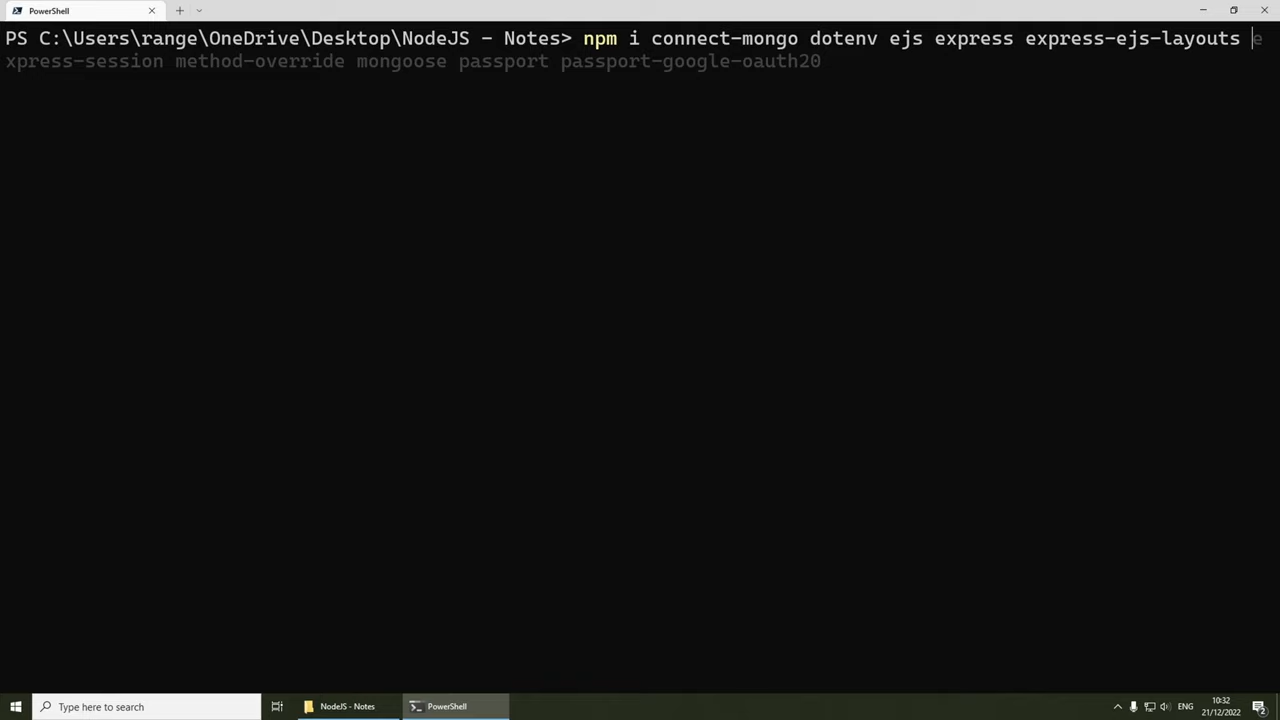 PowerShell
PS C:\Users\range\OneDrive\Desktop\NodeJS - Notes> npm i connect-mongo dotenv ejs express express-ejs-layouts e
xpress-session method-override mongoose passport passport-google-oauth20
Type here to search
NodeJS - Notes
PowerShell
ENG
10:32
21/12/2022
2